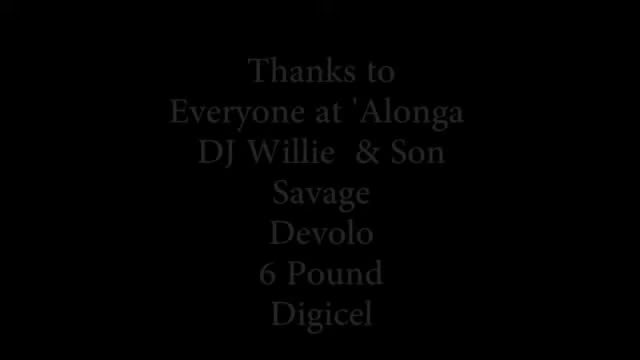 Thanks to
Everyone at 'Alonga
DJ Willie & Son
Savage
Devolo
6 Pound
Digicel